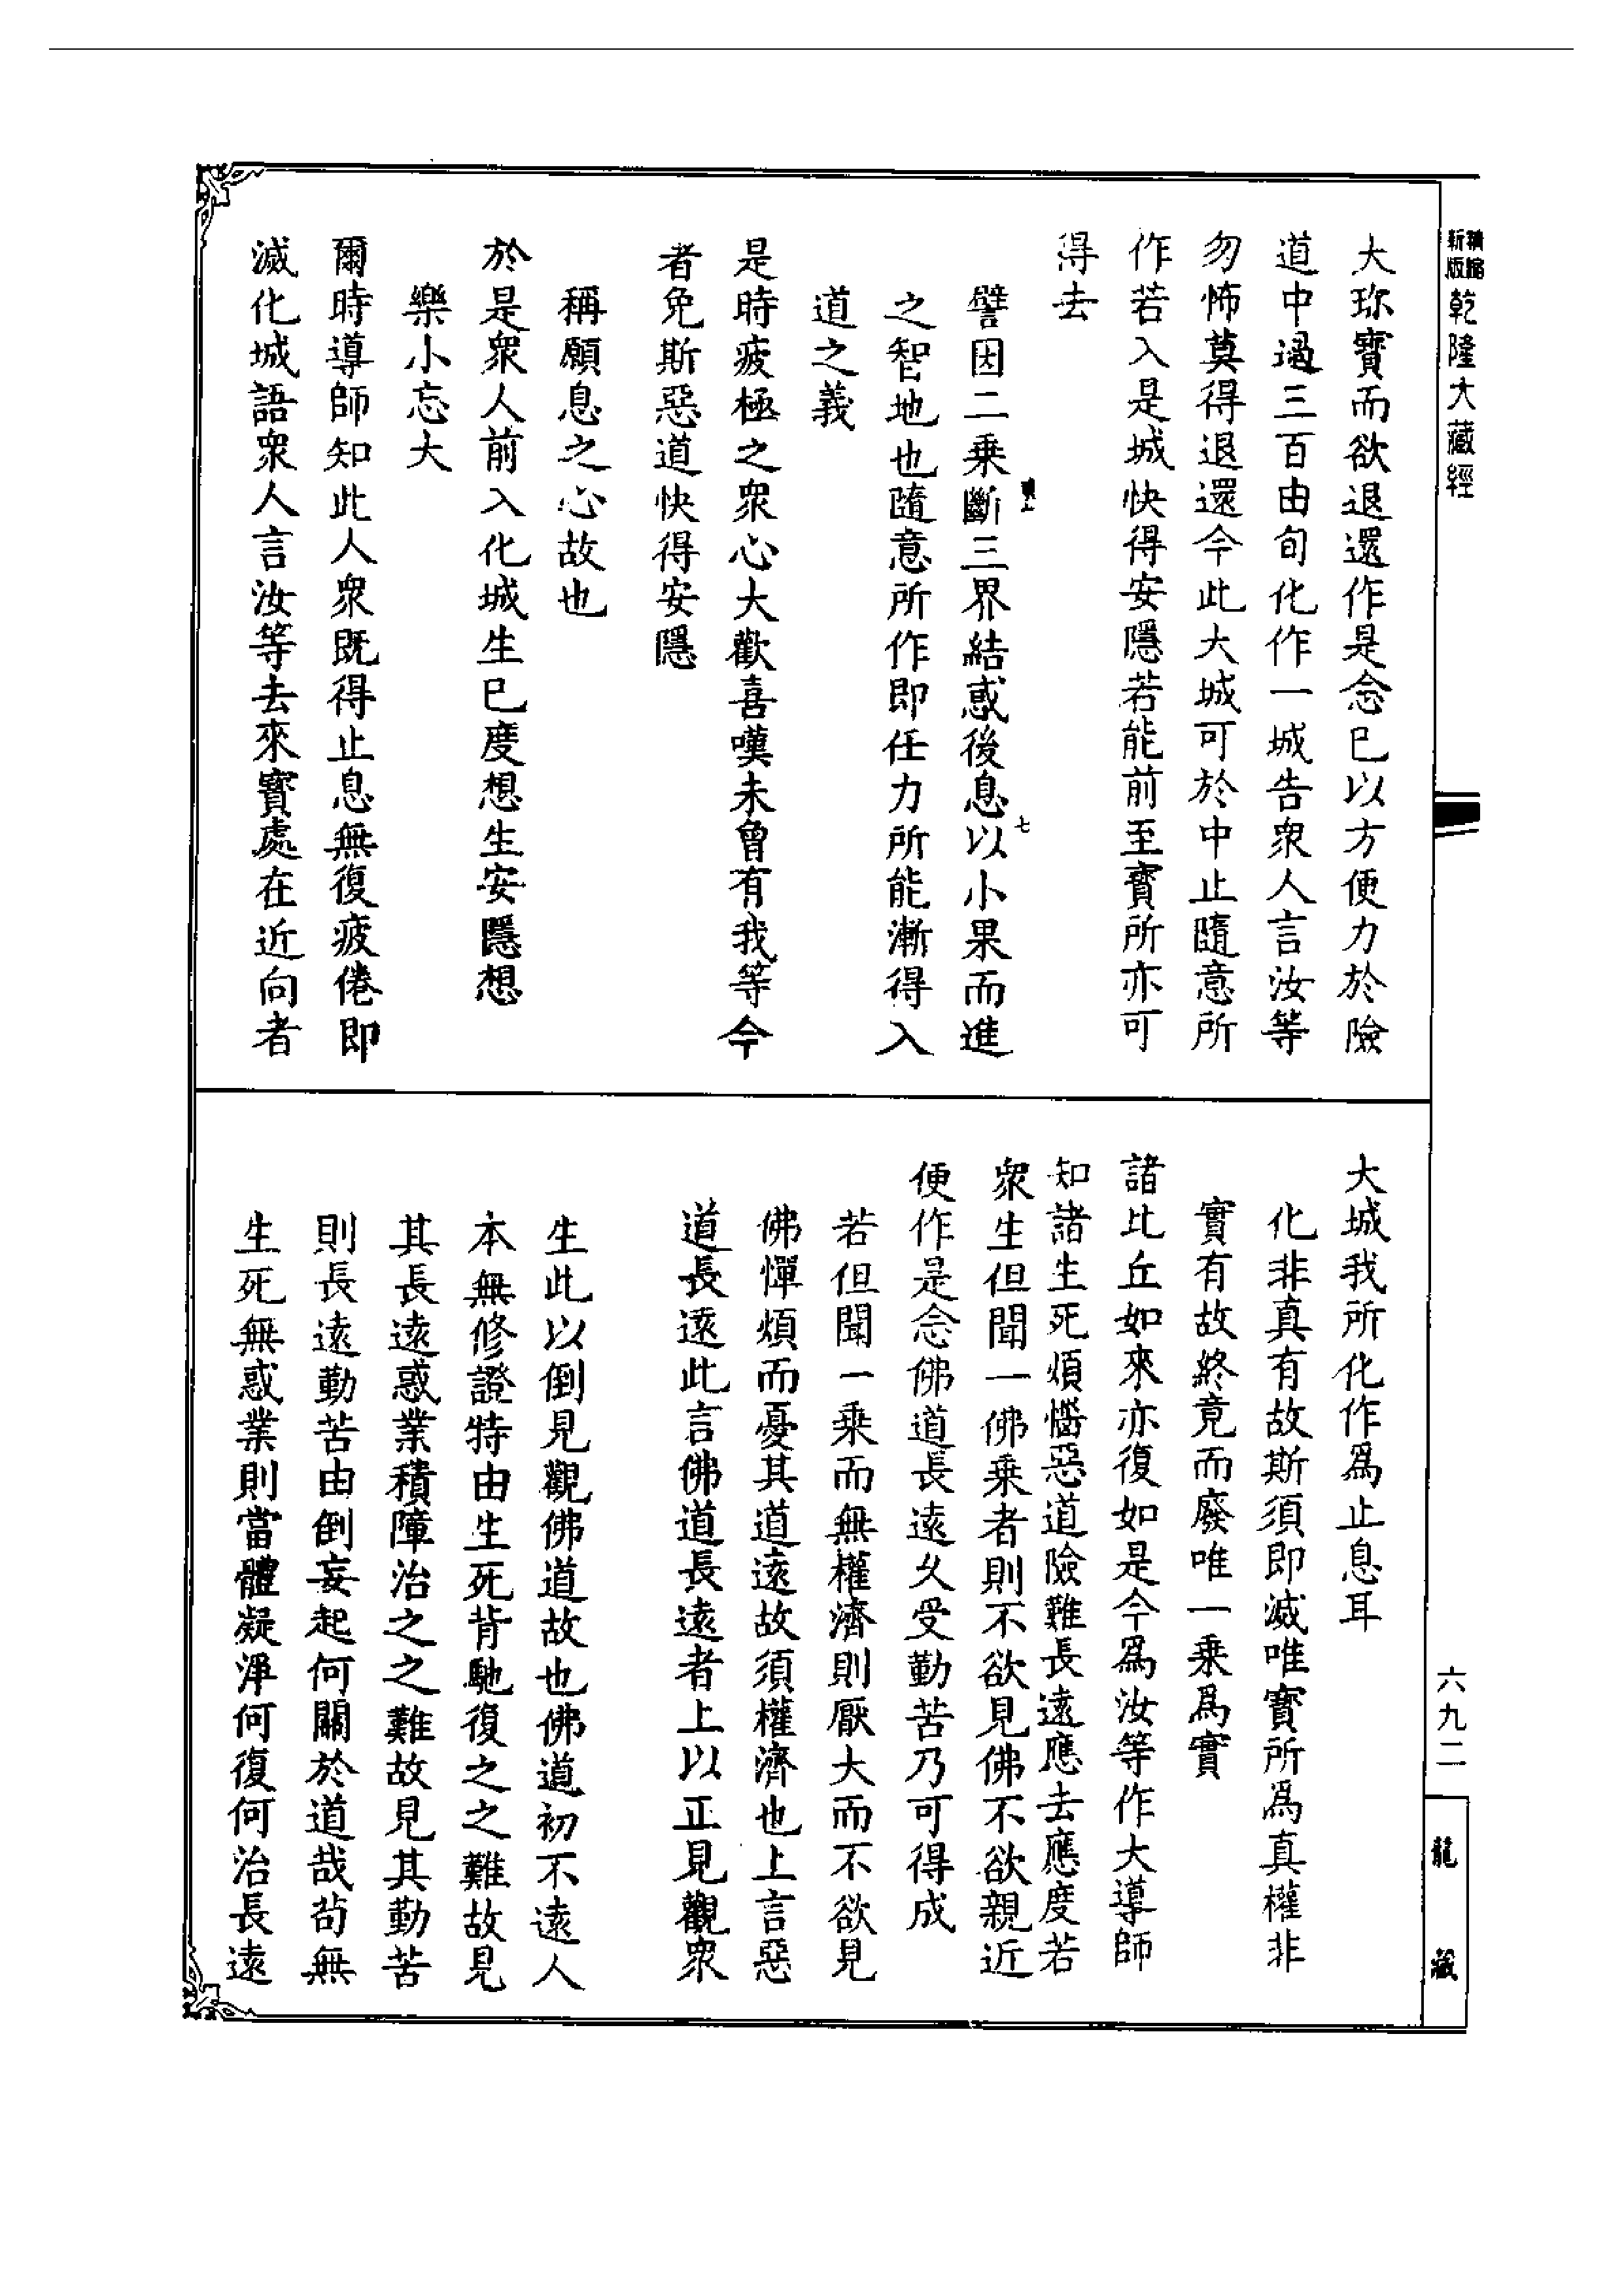 新版精縮
乾隆大藏經
大珍寶而欲退還作是念已以方便力於險
道中過三百由旬化作一城告衆人言汝等
勿怖莫得退還今此大城可於中止隨意所
作若入是城快得安隱若能前至寶所亦可
得去
譬因二乗斷三界結惑後息以小果而進
之智地也隨意所作即任力所能漸得入
道之義
是時疲極之衆心大歡喜嘆未曾有我等今
者免斯惡道快得安隱
稱願息之心故也
於是衆人前入化城生已度想生安隱想
樂小忘大
爾時導師知此人衆既得止息無復疲倦即
滅化城語衆人言汝等去來寳處在近向者
七
大城我所化作爲止息耳
化非真有故斯須即滅唯寳所爲真權非
實有故終竟而廢唯一乗爲實
諸比丘如來亦復如是今爲汝等作大導師
知諸生死煩惱惡道險難長遠應去應度若
衆生但聞一佛乗者則不欲見佛不欲親近
便作是念佛道長遠乆受勤苦乃可得成
若但聞一乗而無權濟則厭大而不欲見
佛憚煩而憂其道遠故須權濟也上言惡
道長遠此言佛道長遠者上以正見觀衆
生此以倒見觀佛道故也佛道初不遠人
本無修證特由生死背馳復之之難故見
其長遠惑業積障治之之難故見其勤苦
則長遠勤苦由倒妄起何關於道哉苟無
生死無惑業則當體凝淨何復何治長遠
六九二
龍藏